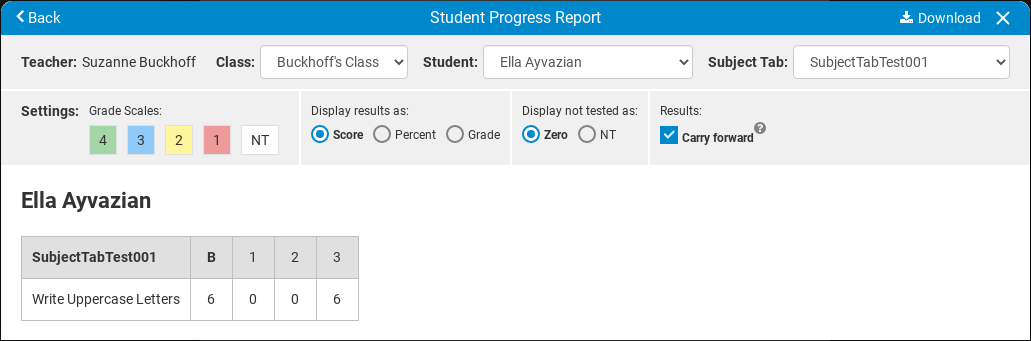 Back Student Progress Report Download
Teacher: Suzanne Buckhoff Class: Buckhoff's Class Student: Ella Ayvazian Subject Tab: SubjectTabTest001
Settings: Grade Scales: Display results as: Display not tested as: Results:
4 3 2 1 NT Score Percent Grade Zero NT Carry forward ?
Ella Ayvazian
SubjectTabTest001 B 1 2 3
Write Uppercase Letters 6 0 0 6